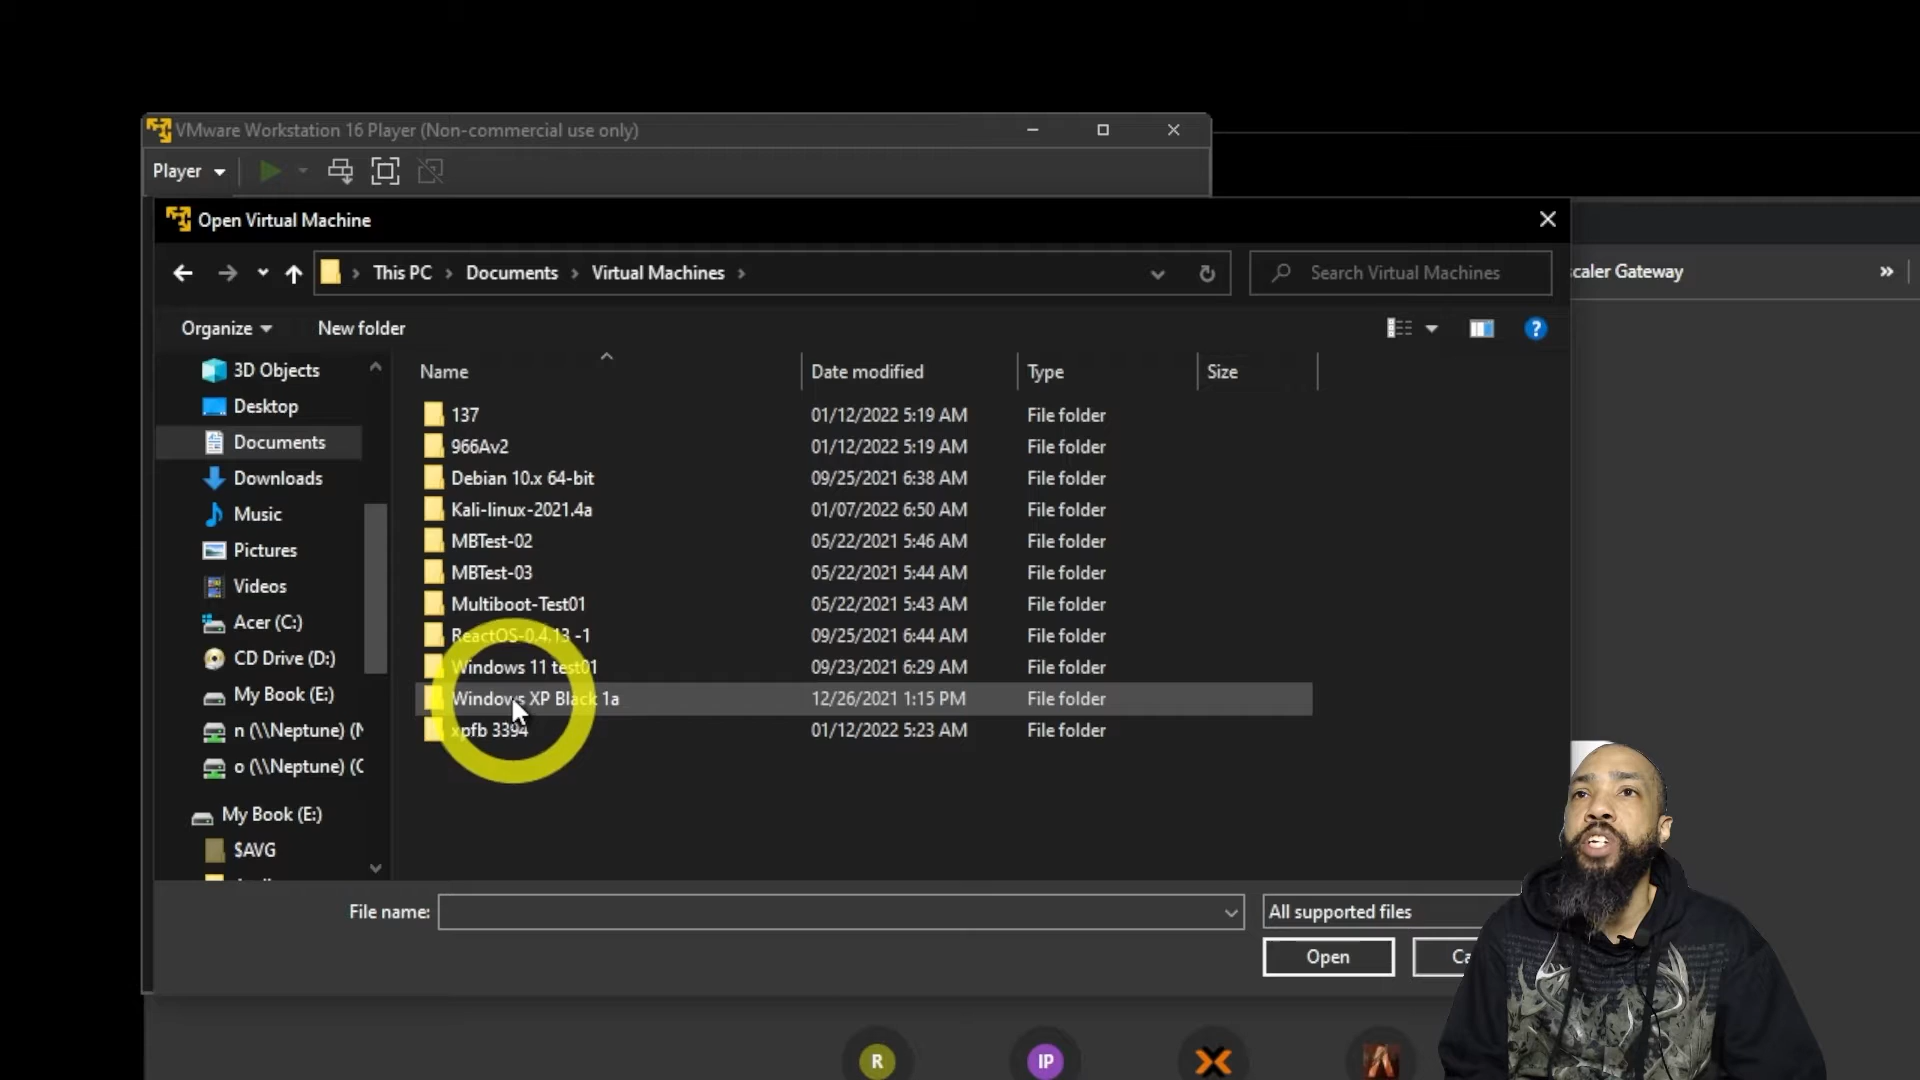 VMware Workstation 16 Player (Non-commercial use only)
Player
Open Virtual Machine
This PC > Documents > Virtual Machines >
Search Virtual Machines
scaler Gateway
Organize
New folder
Name
Date modified
Type
Size
3D Objects
Desktop
Documents
Downloads
Music
Pictures
Videos
Acer (C:)
CD Drive (D:)
My Book (E:)
n (\\Neptune) (N
o (\\Neptune) (C
My Book (E:)
$AVG
137 01/12/2022 5:19 AM File folder
966Av2 01/12/2022 5:19 AM File folder
Debian 10.x 64-bit 09/25/2021 6:38 AM File folder
Kali-linux-2021.4a 01/07/2022 6:50 AM File folder
MBTest-02 05/22/2021 5:46 AM File folder
MBTest-03 05/22/2021 5:44 AM File folder
Multiboot-Test01 05/22/2021 5:43 AM File folder
ReactOS-0.4.13 -1 09/25/2021 6:44 AM File folder
Windows 11 test01 09/23/2021 6:29 AM File folder
Windows XP Black 1a 12/26/2021 1:15 PM File folder
xpfb 3394 01/12/2022 5:23 AM File folder
File name:
All supported files
Open
Ca
R
IP